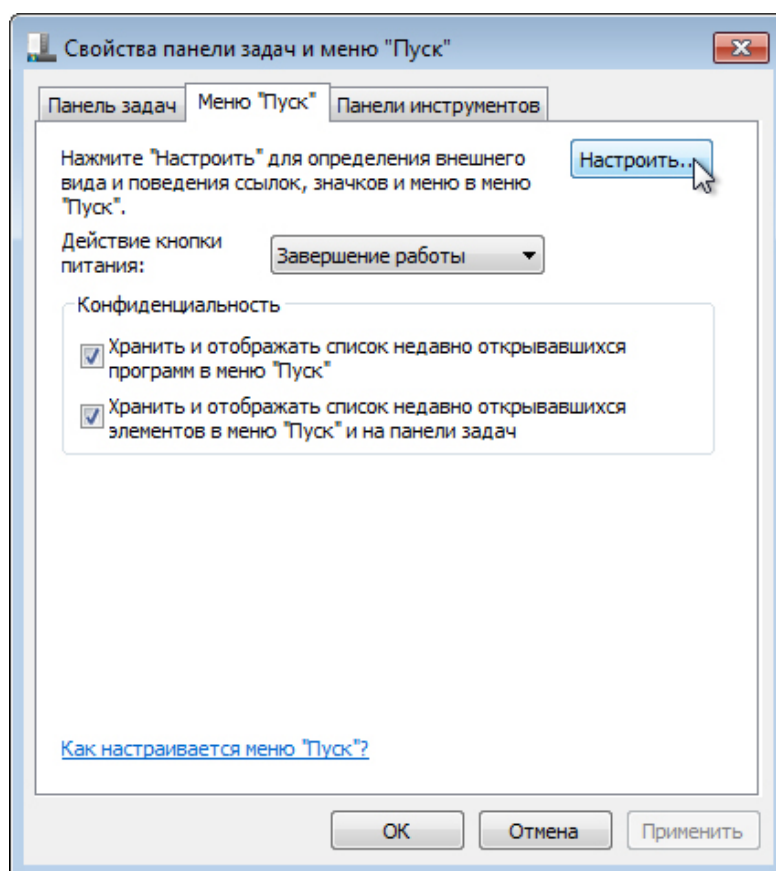 Свойства панели задач и меню "Пуск"
Панель задач Меню "Пуск" Панели инструментов
Нажмите "Настроить" для определения внешнего
вида и поведения ссылок, значков и меню в меню
"Пуск".
Настроить...
Действие кнопки
питания:
Завершение работы
Конфиденциальность
Хранить и отображать список недавно открывавшихся
программ в меню "Пуск"
Хранить и отображать список недавно открывавшихся
элементов в меню "Пуск" и на панели задач
Как настраивается меню "Пуск"?
ОК Отмена Применить